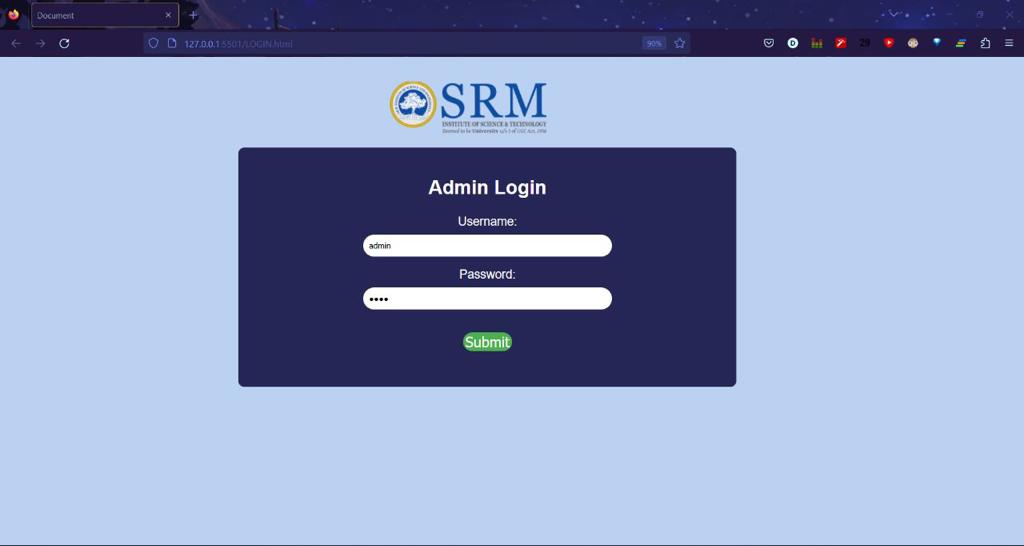 Document
127.0.0.1:5501/LOGIN.html
90%
29
SRM
INSTITUTE OF SCIENCE & TECHNOLOGY
Deemed to be University u/s 3 of UGC Act, 1956
Admin Login
Username:
admin
Password:
••••
Submit